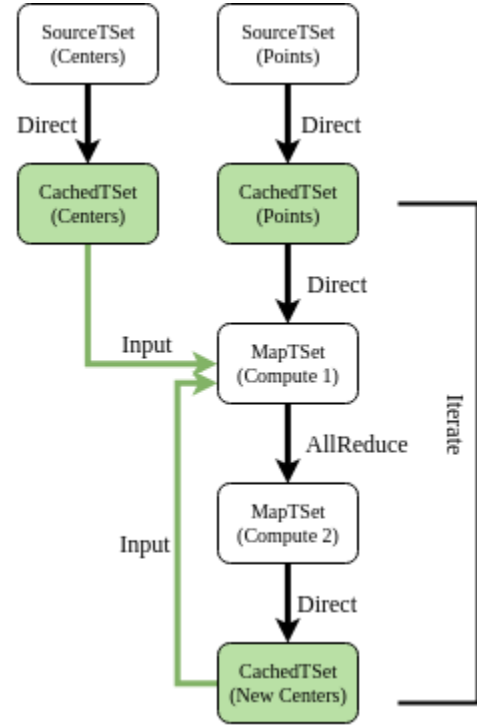 SourceTSet
(Centers)
SourceTSet
(Points)
Direct
Direct
CachedTSet
(Centers)
CachedTSet
(Points)
Direct
Input
MapTSet
(Compute 1)
Iterate
AllReduce
MapTSet
(Compute 2)
Input
Direct
CachedTSet
(New Centers)